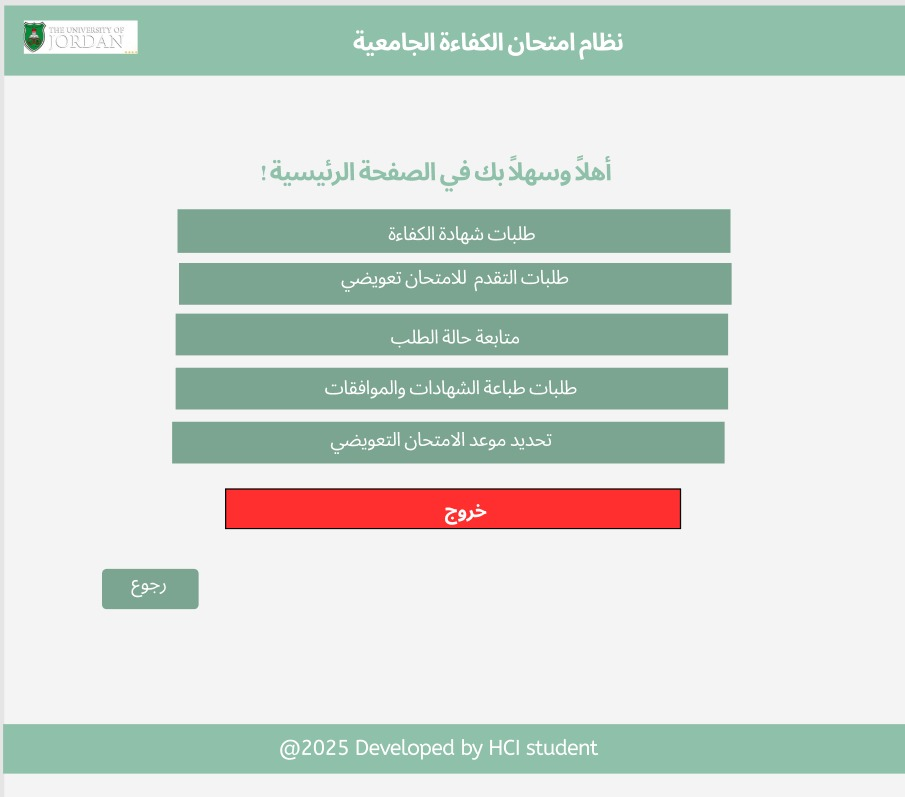 THE UNIVERSITY OF
JORDAN
نظام امتحان الكفاءة الجامعية
أهلاً وسهلاً بك في الصفحة الرئيسية !
طلبات شهادة الكفاءة
طلبات التقدم للامتحان تعويضي
متابعة حالة الطلب
طلبات طباعة الشهادات والموافقات
تحديد موعد الامتحان التعويضي
خروج
رجوع
@2025 Developed by HCI student